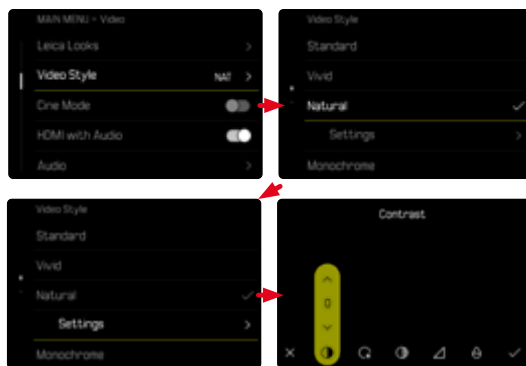 MAIN MENU • Video
Leica Looks
Video Style NAT
Cine Mode
HDMI with Audio
Audio
Video Style
Standard
Vivid
Natural
Settings
Monochrome
Video Style
Standard
Vivid
Natural
Settings
Monochrome
Contrast
0